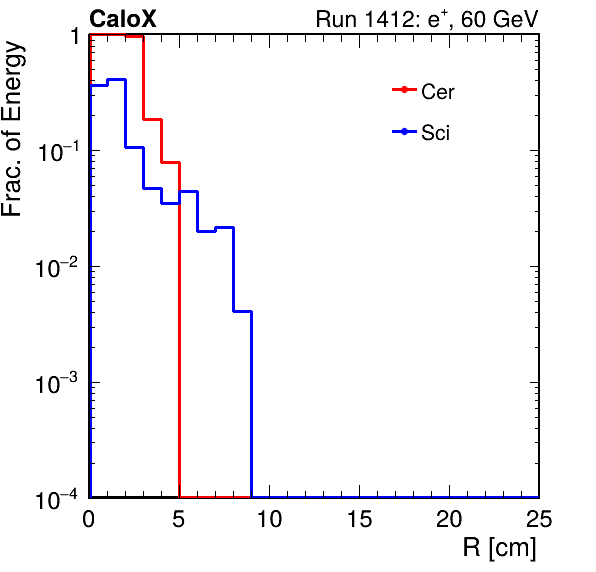 CaloX Run 1412: e⁺, 60 GeV
Frac. of Energy
1
10⁻¹
10⁻²
10⁻³
10⁻⁴
Cer
Sci
0 5 10 15 20 25
R [cm]